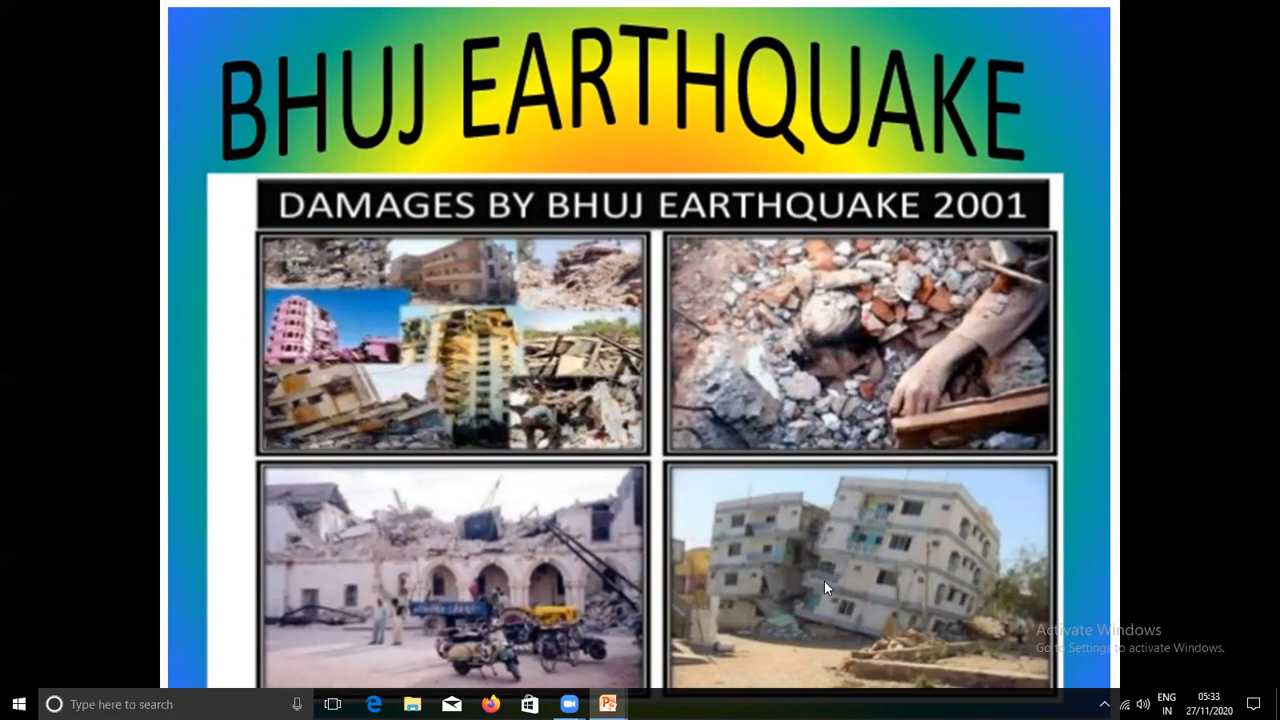 BHUJ EARTHQUAKE
DAMAGES BY BHUJ EARTHQUAKE 2001
Activate Windows
Go to Settings to activate Windows.
Type here to search
ENG
IN
05:33
27/11/2020